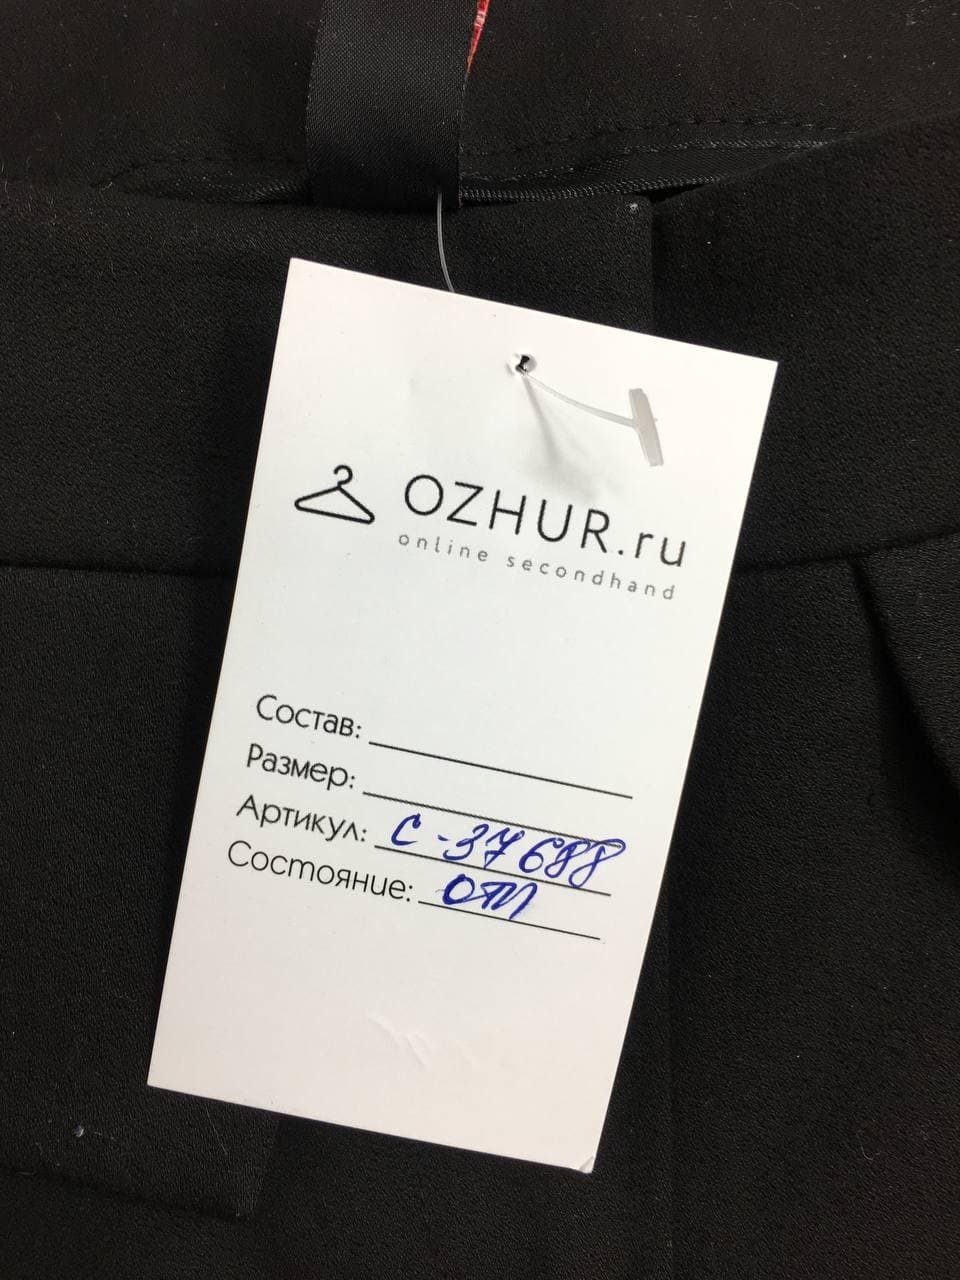 OZHUR.ru
online secondhand
Состав:
Размер:
Артикул: С-37688
Состояние: отл